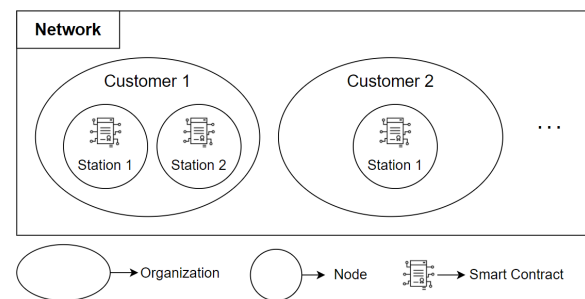 Network
Customer 1
Customer 2
Station 1
Station 2
Station 1
...
Organization
Node
Smart Contract